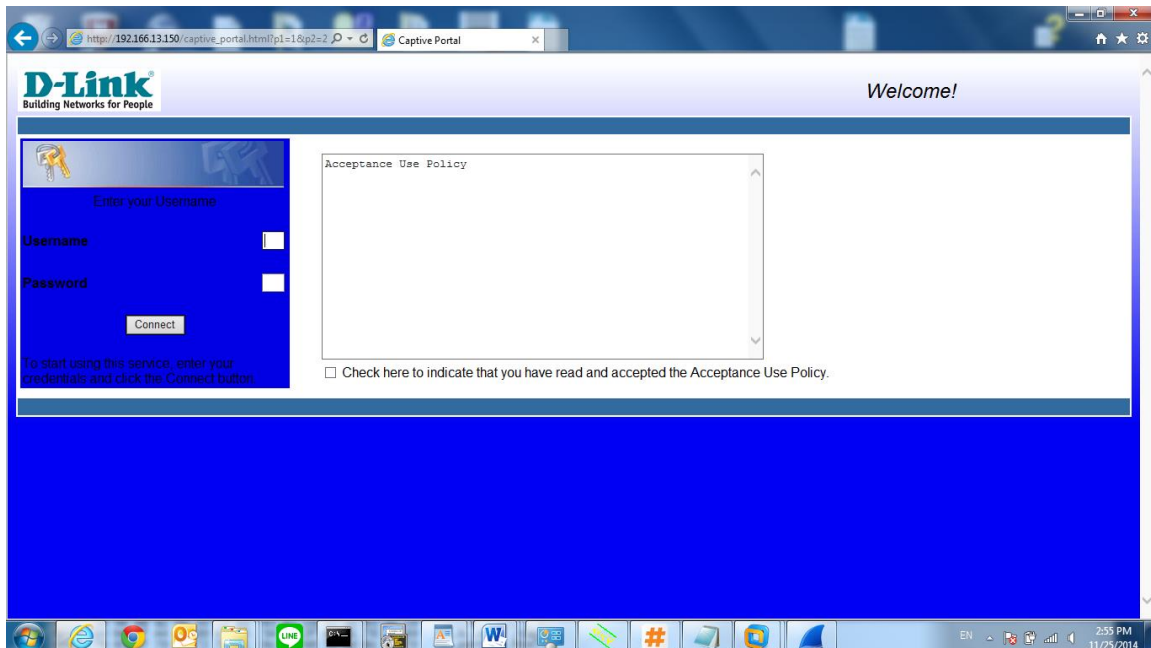 http://192.166.13.150/captive_portal.html?p1=1&p2=2
Captive Portal
D-Link
Building Networks for People
Welcome!
Enter your Username
Username
Password
Connect
To start using this service, enter your
credentials and click the Connect button
Acceptance Use Policy
Check here to indicate that you have read and accepted the Acceptance Use Policy.
LINE
EN
2:55 PM
11/25/2014